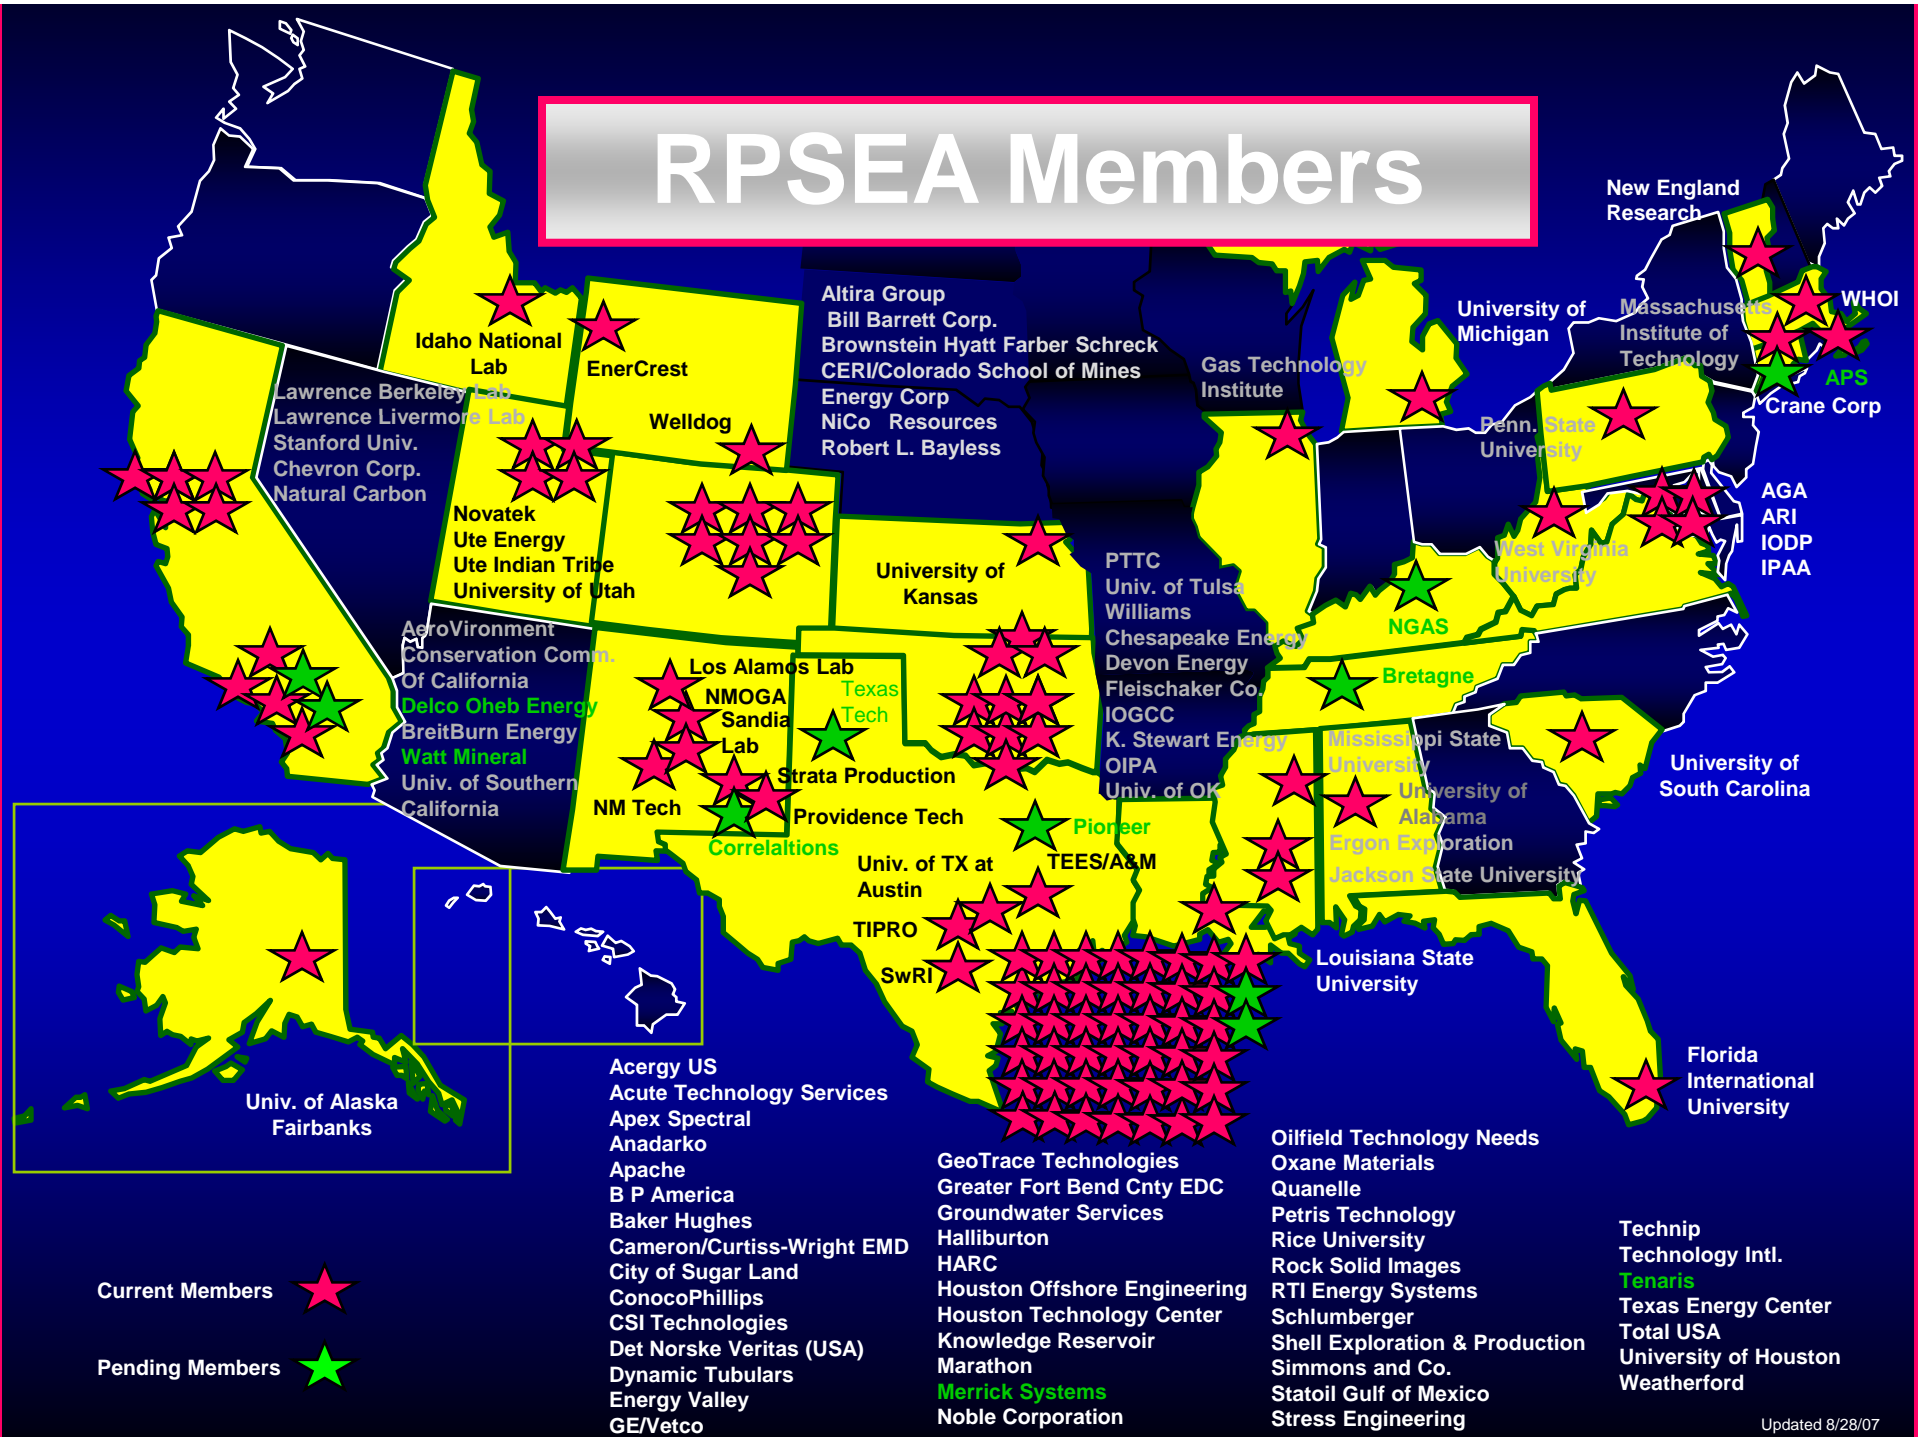 RPSEA Members
New England
Research
WHOI
Massachusetts
Institute of
Technology
APS
Crane Corp
University of
Michigan
Gas Technology
Institute
Penn. State
University
AGA
ARI
IODP
IPAA
West Virginia
University
Altira Group
Bill Barrett Corp.
Brownstein Hyatt Farber Schreck
CERI/Colorado School of Mines
Energy Corp
NiCo Resources
Robert L. Bayless
Idaho National
Lab
EnerCrest
Welldog
Lawrence Berkeley Lab
Lawrence Livermore Lab
Stanford Univ.
Chevron Corp.
Natural Carbon
Novatek
Ute Energy
Ute Indian Tribe
University of Utah
University of
Kansas
PTTC
Univ. of Tulsa
Williams
Chesapeake Energy
Devon Energy
Fleischaker Co.
IOGCC
K. Stewart Energy
OIPA
Univ. of OK
NGAS
Bretagne
AeroVironment
Conservation Comm.
Of California
Delco Oheb Energy
BreitBurn Energy
Watt Mineral
Univ. of Southern
California
Los Alamos Lab
NMOGA
Sandia
Lab
Texas
Tech
Strata Production
NM Tech
Providence Tech
Correlaltions
Pioneer
TEES/A&M
Univ. of TX at
Austin
TIPRO
SwRI
Mississippi State
University
University of
Alabama
Ergon Exploration
Jackson State University
University of
South Carolina
Louisiana State
University
Florida
International
University
Univ. of Alaska
Fairbanks
Current Members
Pending Members
Acergy US
Acute Technology Services
Apex Spectral
Anadarko
Apache
B P America
Baker Hughes
Cameron/Curtiss-Wright EMD
City of Sugar Land
ConocoPhillips
CSI Technologies
Det Norske Veritas (USA)
Dynamic Tubulars
Energy Valley
GE/Vetco
GeoTrace Technologies
Greater Fort Bend Cnty EDC
Groundwater Services
Halliburton
HARC
Houston Offshore Engineering
Houston Technology Center
Knowledge Reservoir
Marathon
Merrick Systems
Noble Corporation
Oilfield Technology Needs
Oxane Materials
Quanelle
Petris Technology
Rice University
Rock Solid Images
RTI Energy Systems
Schlumberger
Shell Exploration & Production
Simmons and Co.
Statoil Gulf of Mexico
Stress Engineering
Technip
Technology Intl.
Tenaris
Texas Energy Center
Total USA
University of Houston
Weatherford
Updated 8/28/07